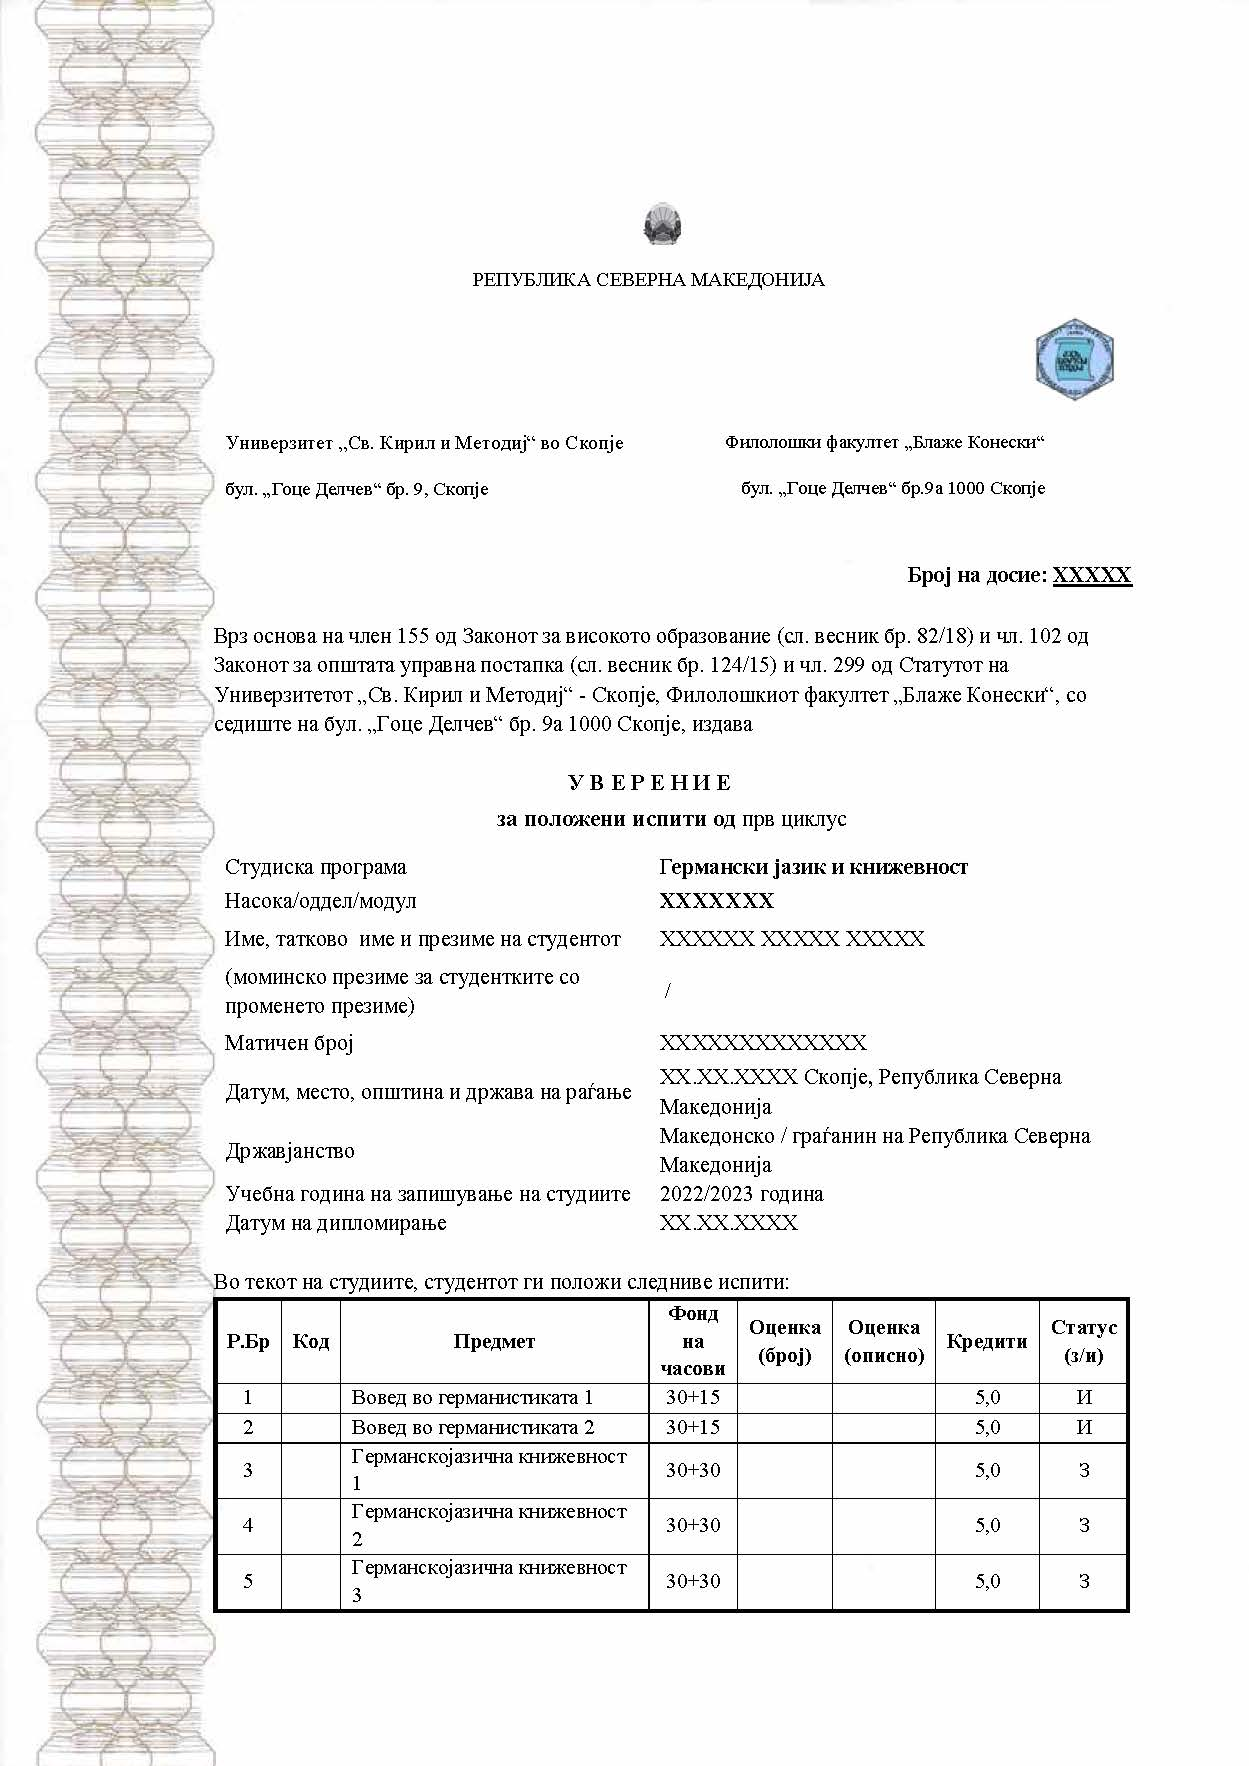 РЕПУБЛИКА СЕВЕРНА МАКЕДОНИЈА
Универзитет „Св. Кирил и Методиј“ во Скопје
Филолошки факултет „Блаже Конески“
бул. „Гоце Делчев“ бр. 9, Скопје
бул. „Гоце Делчев“ бр.9а 1000 Скопје
Број на досие: XXXXX
Врз основа на член 155 од Законот за високото образование (сл. весник бр. 82/18) и чл. 102 од
Законот за општата управна постапка (сл. весник бр. 124/15) и чл. 299 од Статутот на
Универзитетот „Св. Кирил и Методиј“ - Скопје, Филолошкиот факултет „Блаже Конески“, со
седиште на бул. „Гоце Делчев“ бр. 9а 1000 Скопје, издава
У В Е Р Е Н И Е
за положени испити од прв циклус
Студиска програма Германски јазик и книжевност
Насока/оддел/модул XXXXXXX
Име, татково име и презиме на студентот XXXXXX XXXXX XXXXX
(моминско презиме за студентките со
променето презиме) /
Матичен број XXXXXXXXXXXXX
Датум, место, општина и држава на раѓање XX.XX.XXXX Скопје, Република Северна
Македонија
Државјанство Македонско / граѓанин на Република Северна
Македонија
Учебна година на запишување на студиите 2022/2023 година
Датум на дипломирање XX.XX.XXXX
Во текот на студиите, студентот ги положи следниве испити:
Р.Бр Код Предмет Фонд на часови Оценка (број) Оценка (описно) Кредити Статус (з/и)
1 Вовед во германистиката 1 30+15 5,0 И
2 Вовед во германистиката 2 30+15 5,0 И
3 Германскојазична книжевност 1 30+30 5,0 З
4 Германскојазична книжевност 2 30+30 5,0 З
5 Германскојазична книжевност 3 30+30 5,0 З